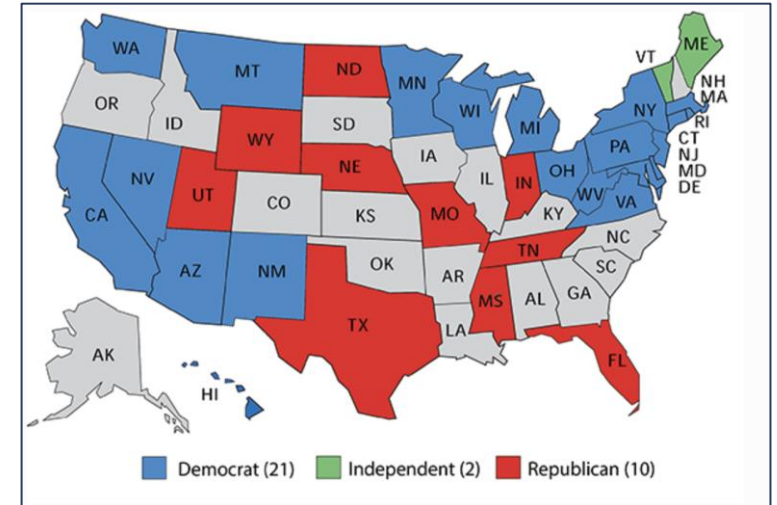 WA
MT
ND
MN
VT
ME
OR
ID
WY
SD
WI
MI
NY
NH
MA
RI
CT
NJ
MD
DE
NV
UT
CO
NE
IA
IL
IN
OH
PA
WV
VA
CA
KS
MO
KY
NC
AZ
NM
OK
AR
TN
SC
TX
LA
MS
AL
GA
FL
AK
HI
Democrat (21)
Independent (2)
Republican (10)